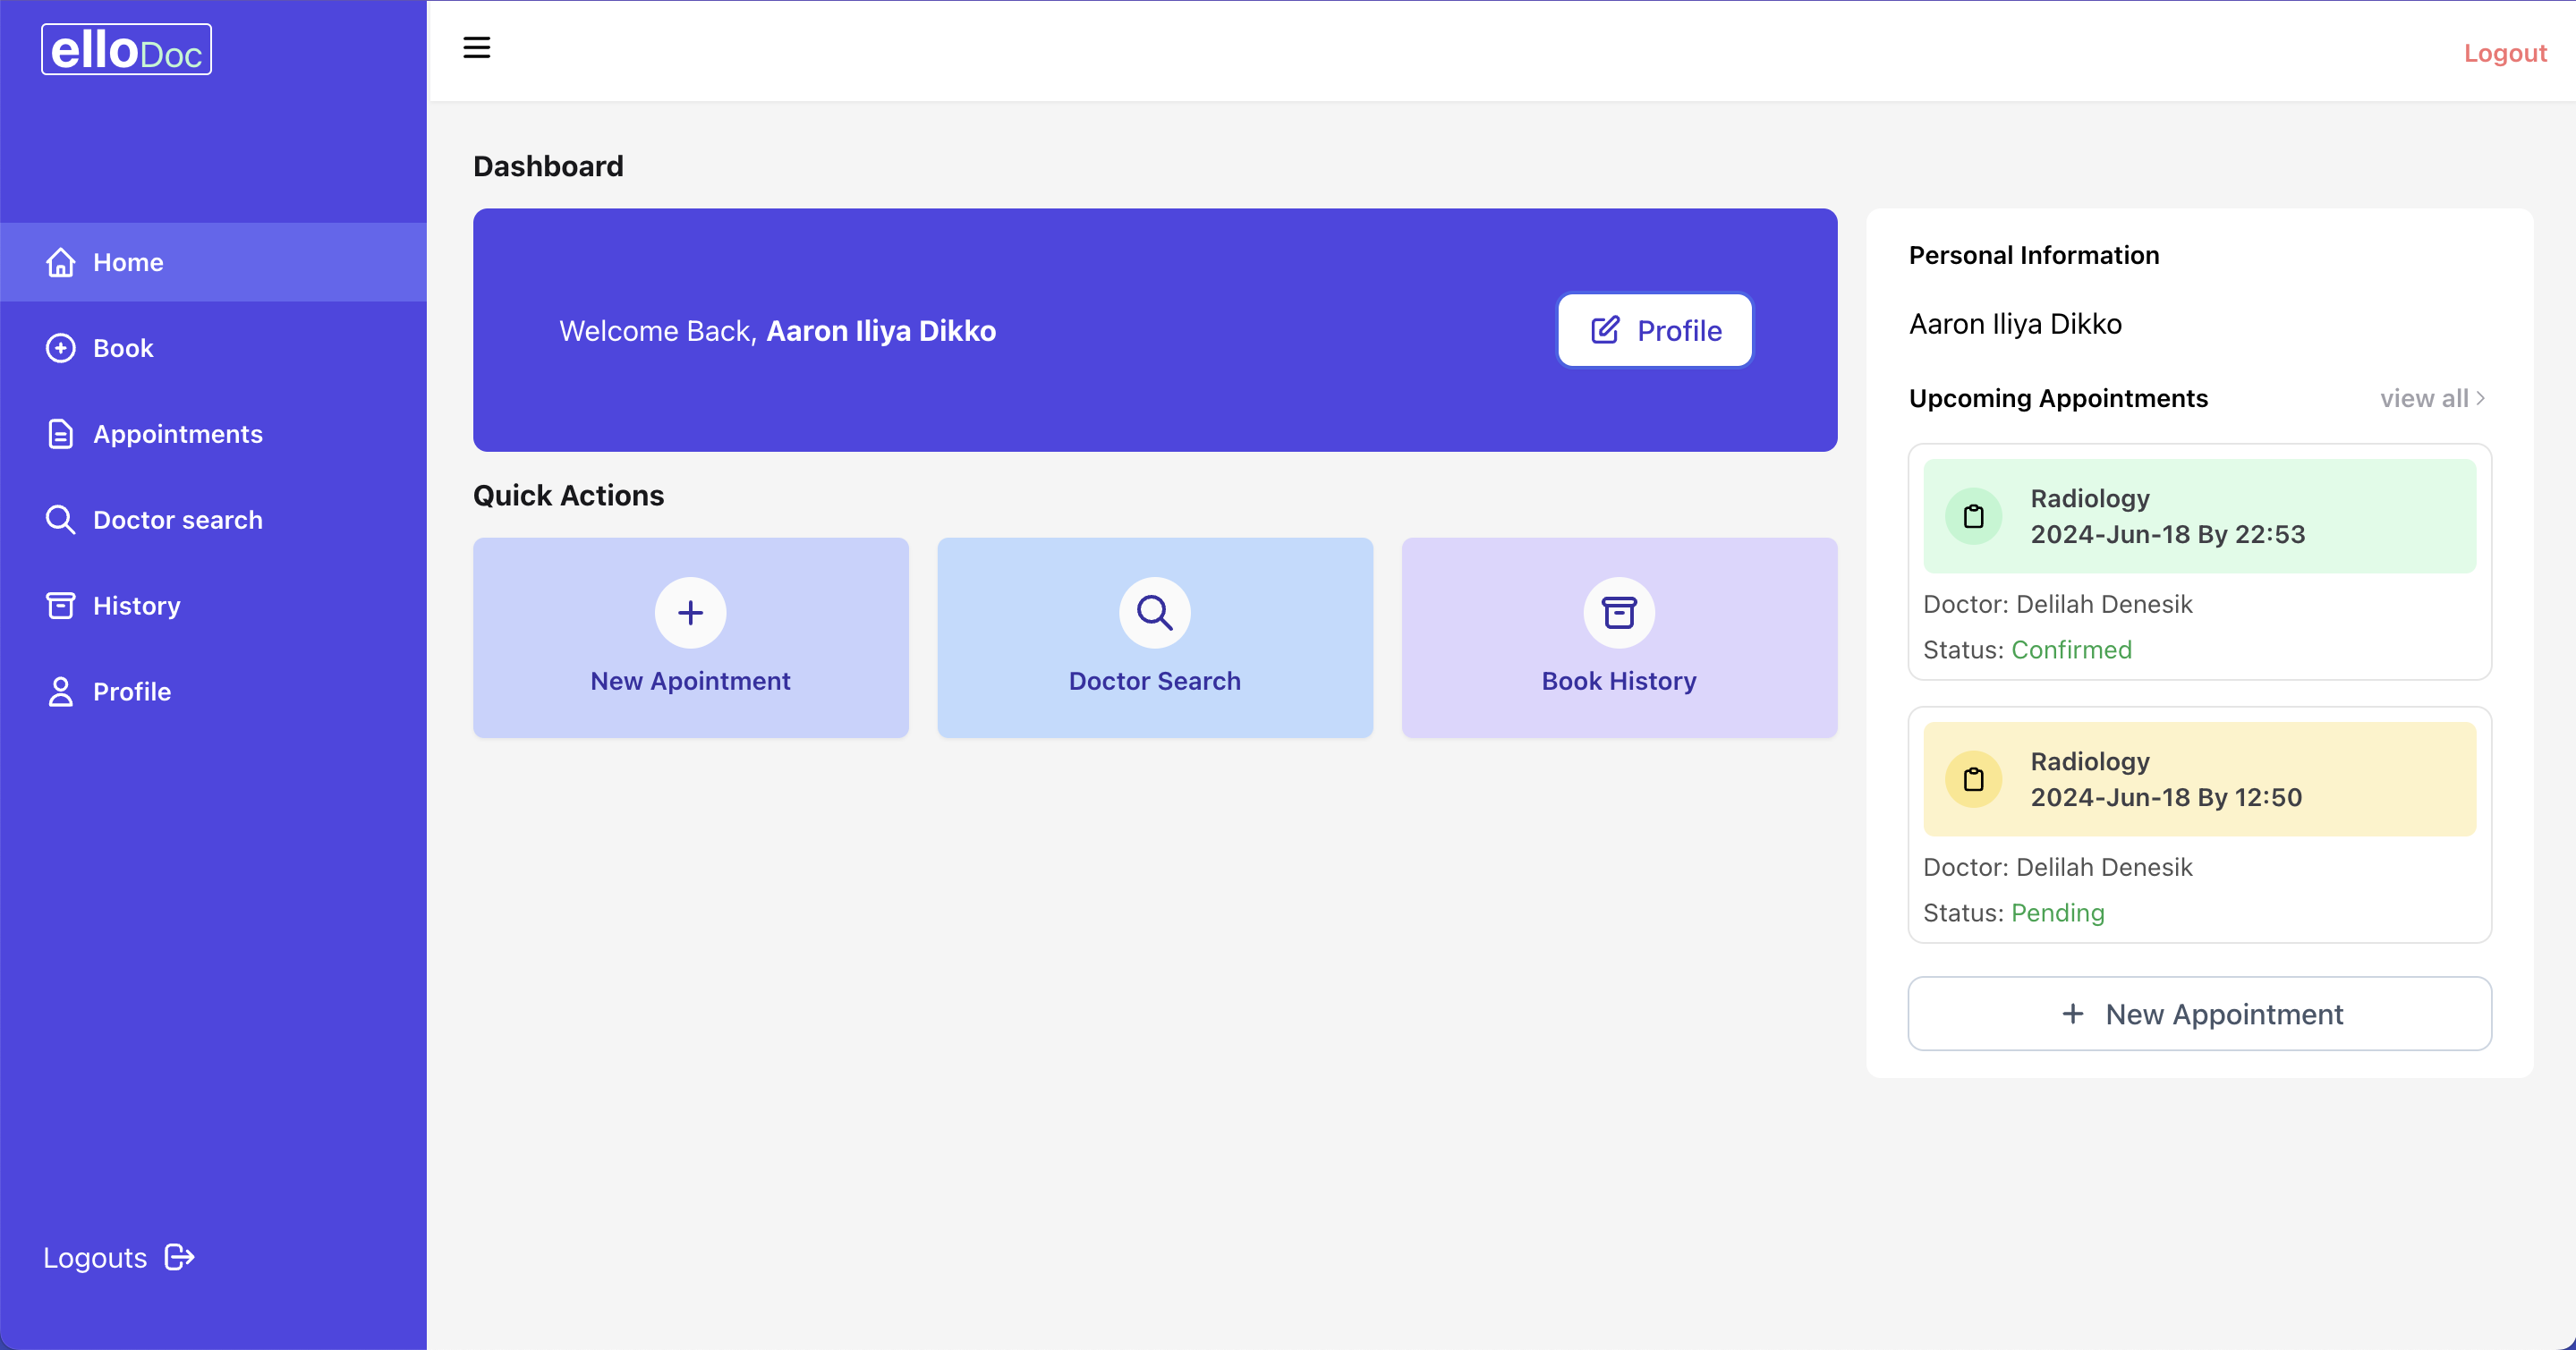 elloDoc
Home
Book
Appointments
Doctor search
History
Profile
Logouts
Logout
Dashboard
Welcome Back, Aaron Iliya Dikko
Profile
Quick Actions
New Apointment
Doctor Search
Book History
Personal Information
Aaron Iliya Dikko
Upcoming Appointments
view all
Radiology
2024-Jun-18 By 22:53
Doctor: Delilah Denesik
Status: Confirmed
Radiology
2024-Jun-18 By 12:50
Doctor: Delilah Denesik
Status: Pending
New Appointment